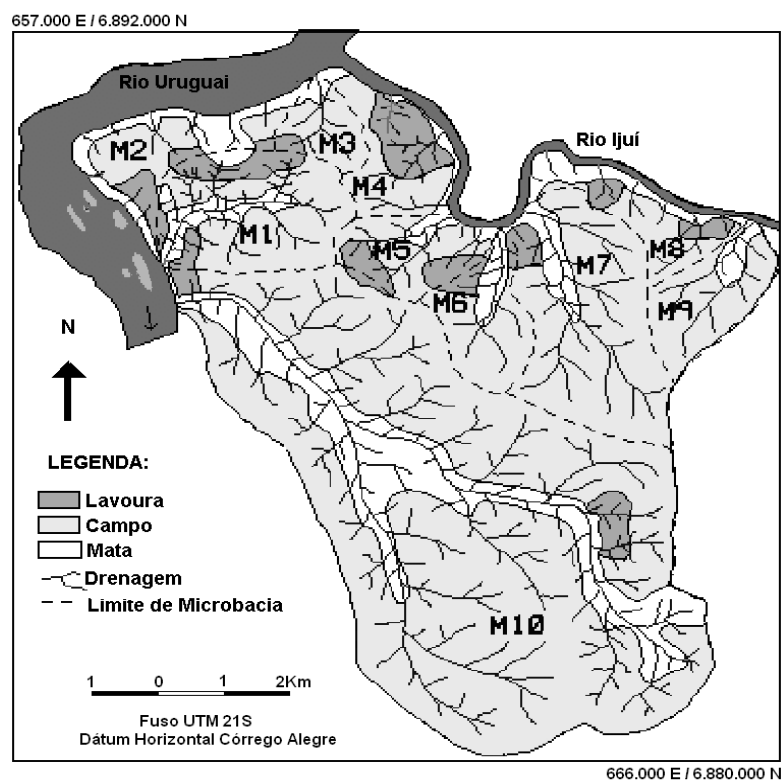 657.000 E / 6.892.000 N
Rio Uruguai
Rio Ijuí
M2
M3
M4
M1
M5
M7
M8
M6
M9
N
LEGENDA:
Lavoura
Campo
Mata
Drenagem
Limite de Microbacia
M10
1 0 1 2Km
Fuso UTM 21S
Dátum Horizontal Córrego Alegre
666.000 E / 6.880.000 N